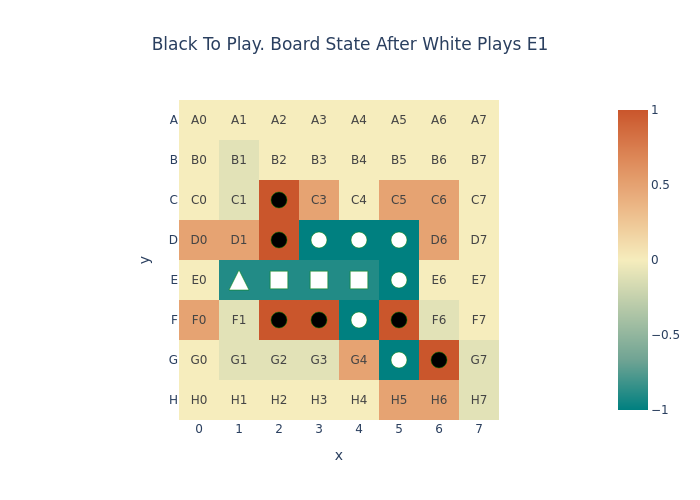 Black To Play. Board State After White Plays E1
A A0 A1 A2 A3 A4 A5 A6 A7
B B0 B1 B2 B3 B4 B5 B6 B7
C C0 C1 C3 C4 C5 C6 C7
D D0 D1 D6 D7
E E0 E6 E7
F F0 F1 F6 F7
G G0 G1 G2 G3 G4 G7
H H0 H1 H2 H3 H4 H5 H6 H7
0 1 2 3 4 5 6 7
x
y
1
0.5
0
−0.5
−1